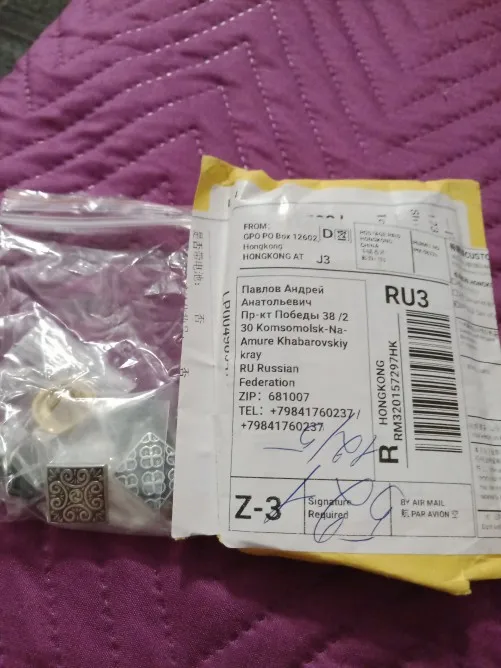 FROM:
GPO PO Box 12602
Hongkong
HONGKONG AT
J3
D
HONGKONG
CHINA
Павлов Андрей
Анатольевич
Пр-кт Победы 38 /2
30 Komsomolsk-Na-
Amure Khabarovskiy
kray
RU Russian
Federation
ZIP: 681007
TEL: +79841760237 /
+79841760237
RU3
R
HONGKONG
RM320157297HK
Z-3
Signature
Required
BY AIR MAIL
PAR AVION